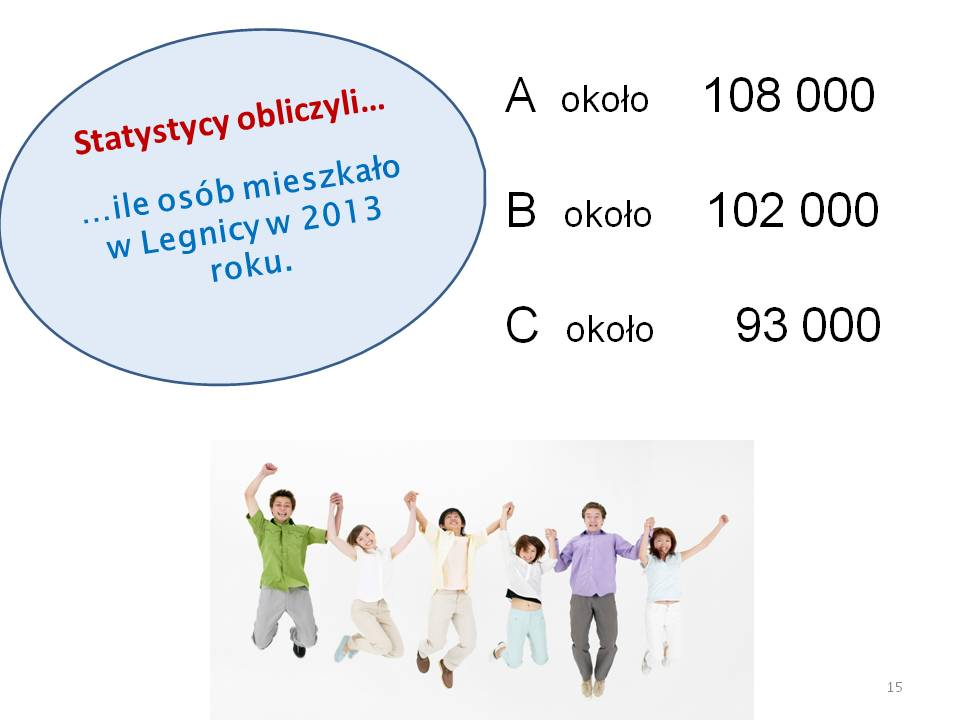 Statystycy obliczyli...
...ile osób mieszkało
w Legnicy w 2013
roku.
A około 108 000
B około 102 000
C około 93 000
15